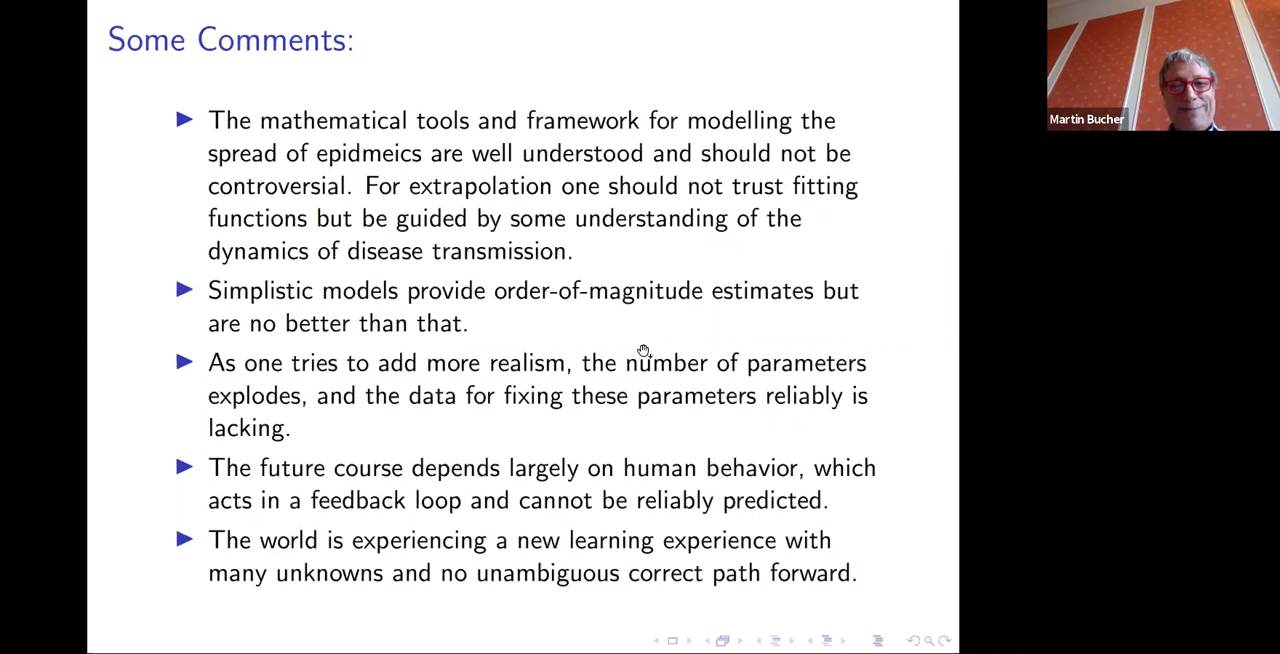 Some Comments:
The mathematical tools and framework for modelling the
spread of epidmeics are well understood and should not be
controversial. For extrapolation one should not trust fitting
functions but be guided by some understanding of the
dynamics of disease transmission.
Simplistic models provide order-of-magnitude estimates but
are no better than that.
As one tries to add more realism, the number of parameters
explodes, and the data for fixing these parameters reliably is
lacking.
The future course depends largely on human behavior, which
acts in a feedback loop and cannot be reliably predicted.
The world is experiencing a new learning experience with
many unknowns and no unambiguous correct path forward.
Martin Bucher